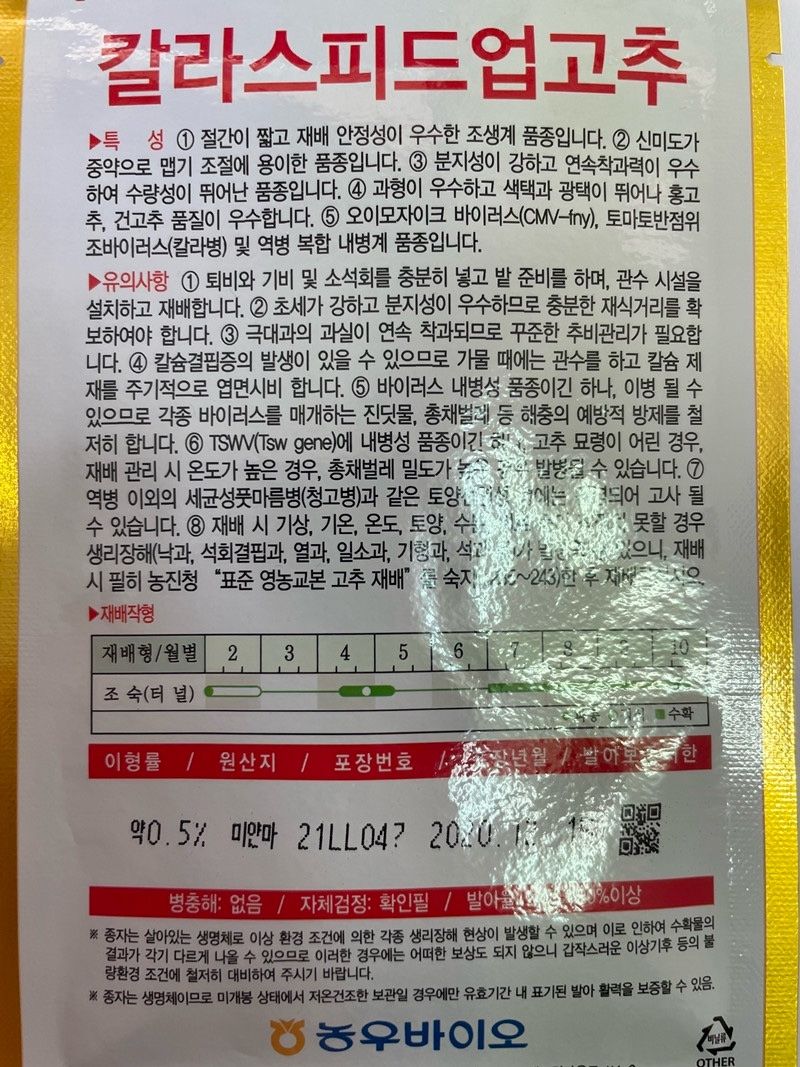 칼라스피드업고추
▶특 성 ① 절간이 짧고 재배 안정성이 우수한 조생계 품종입니다. ② 신미도가
중약으로 맵기 조절에 용이한 품종입니다. ③ 분지성이 강하고 연속착과력이 우수
하여 수량성이 뛰어난 품종입니다. ④ 과형이 우수하고 색택과 광택이 뛰어나 홍고
추, 건고추 품질이 우수합니다. ⑤ 오이모자이크 바이러스(CMV-fny), 토마토반점위
조바이러스(칼라병) 및 역병 복합 내병계 품종입니다.
▶유의사항 ① 퇴비와 기비 및 소석회를 충분히 넣고 밭 준비를 하며, 관수 시설을
설치하고 재배합니다. ② 초세가 강하고 분지성이 우수하므로 충분한 재식거리를 확
보하여야 합니다. ③ 극대과의 과실이 연속 착과되므로 꾸준한 추비관리가 필요합
니다. ④ 칼슘결핍증의 발생이 있을 수 있으므로 가물 때에는 관수를 하고 칼슘 제
재를 주기적으로 엽면시비 합니다. ⑤ 바이러스 내병성 품종이긴 하나, 이병 될 수
있으므로 각종 바이러스를 매개하는 진딧물, 총채벌레 등 해충의 예방적 방제를 철
저히 합니다. ⑥ TSWV(Tsw gene)에 내병성 품종이긴 고추 묘령이 어린 경우,
재배 관리 시 온도가 높은 경우, 총채벌레 밀도가 발병될 수 있습니다. ⑦
역병 이외의 세균성풋마름병(청고병)과 같은 고사 될
수 있습니다. ⑧ 재배 시 기상, 기온, 온도, 토양, 못할 경우
생리장해(낙과, 석회결핍과, 열과, 일소과, 기형과, 재배
시 필히 농진청 “표준 영농교본 고추 재배” 후
▶재배작형
재배형/월별 2 3 4 5 6 7 8 9 10
조 숙(터 널)
수확
이형률 / 원산지 / 포장번호 /
약0.5% 미얀마 21LL047
병충해: 없음 / 자체검정: 확인필 /
※ 종자는 살아있는 생명체로 이상 환경 조건에 의한 각종 생리장해 현상이 발생할 수 있으며 이로 인하여 수확물의
결과가 각기 다르게 나올 수 있으므로 이러한 경우에는 어떠한 보상도 되지 않으니 갑작스러운 이상기후 등의 불
량환경 조건에 철저히 대비하여 주시기 바랍니다.
※ 종자는 생명체이므로 미개봉 상태에서 저온건조한 보관일 경우에만 유효기간 내 표기된 발아 활력을 보증할 수 있음.
농우바이오
비닐류
OTHER